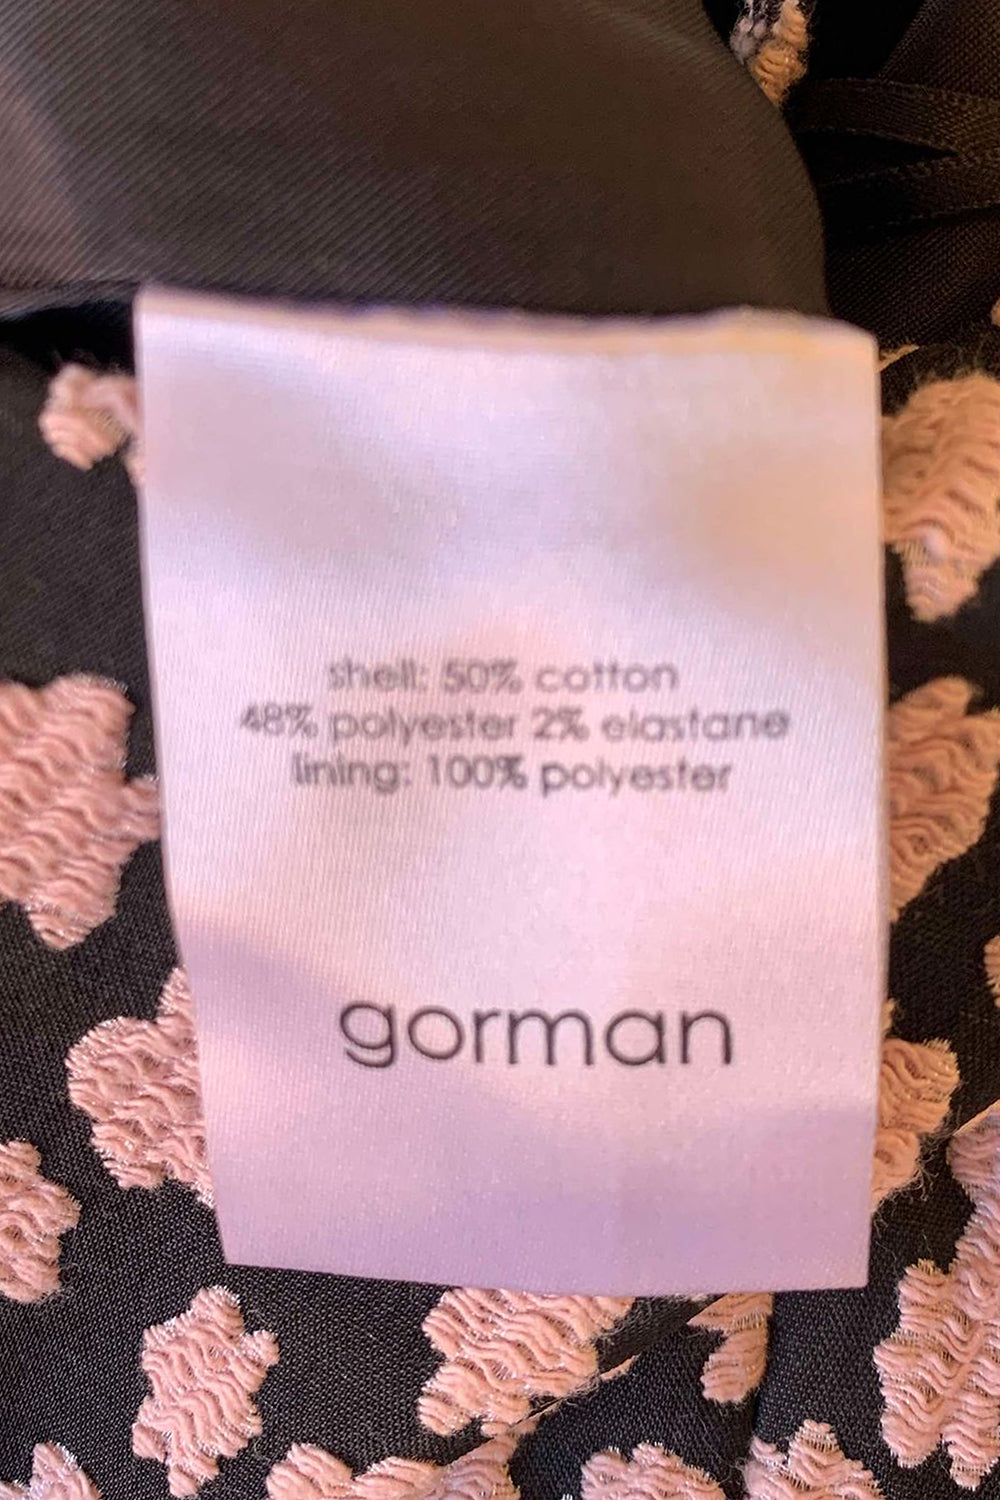 shell: 50% cotton
48% polyester 2% elastane
lining: 100% polyester
gorman